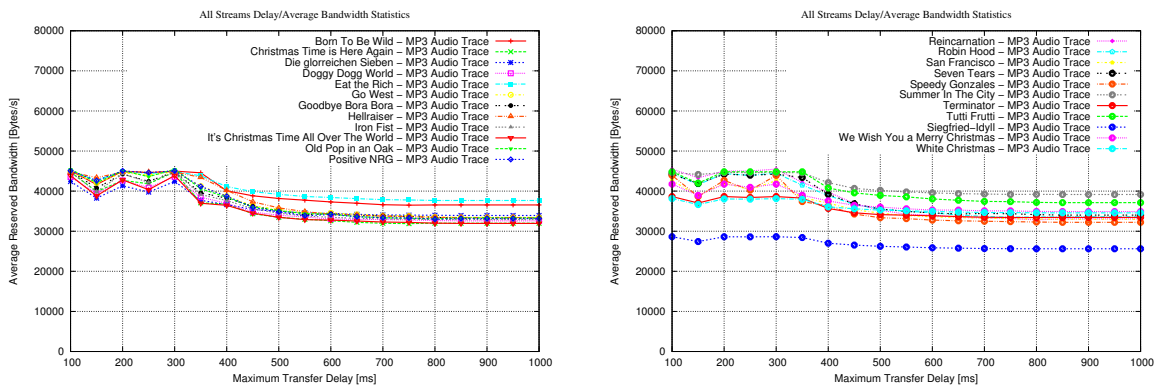 All Streams Delay/Average Bandwidth Statistics
80000
70000
60000
50000
40000
30000
20000
10000
0
Average Reserved Bandwidth [Bytes/s]
Born To Be Wild – MP3 Audio Trace
Christmas Time is Here Again – MP3 Audio Trace
Die glorreichen Sieben – MP3 Audio Trace
Doggy Dogg World – MP3 Audio Trace
Eat the Rich – MP3 Audio Trace
Go West – MP3 Audio Trace
Goodbye Bora Bora – MP3 Audio Trace
Hellraiser – MP3 Audio Trace
Iron Fist – MP3 Audio Trace
It's Christmas Time All Over The World – MP3 Audio Trace
Old Pop in an Oak – MP3 Audio Trace
Positive NRG – MP3 Audio Trace
100 200 300 400 500 600 700 800 900 1000
Maximum Transfer Delay [ms]
All Streams Delay/Average Bandwidth Statistics
80000
70000
60000
50000
40000
30000
20000
10000
0
Average Reserved Bandwidth [Bytes/s]
Reincarnation – MP3 Audio Trace
Robin Hood – MP3 Audio Trace
San Francisco – MP3 Audio Trace
Seven Tears – MP3 Audio Trace
Speedy Gonzales – MP3 Audio Trace
Summer In The City – MP3 Audio Trace
Terminator – MP3 Audio Trace
Tutti Frutti – MP3 Audio Trace
Siegfried–Idyll – MP3 Audio Trace
We Wish You a Merry Christmas – MP3 Audio Trace
White Christmas – MP3 Audio Trace
100 200 300 400 500 600 700 800 900 1000
Maximum Transfer Delay [ms]